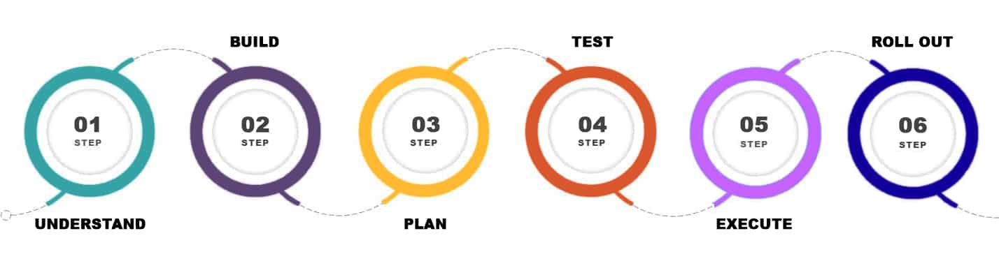 01
STEP
UNDERSTAND
BUILD
02
STEP
03
STEP
PLAN
TEST
04
STEP
05
STEP
EXECUTE
ROLL OUT
06
STEP